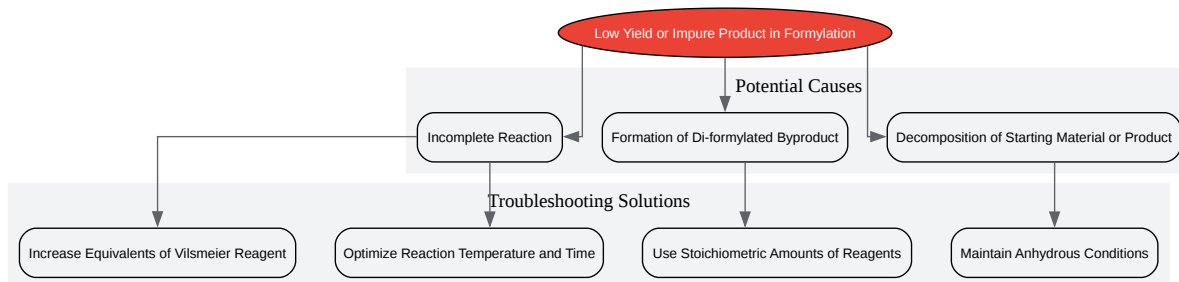 Low Yield or Impure Product in Formylation
Potential Causes
Incomplete Reaction
Formation of Di-formylated Byproduct
Decomposition of Starting Material or Product
Troubleshooting Solutions
Increase Equivalents of Vilsmeier Reagent
Optimize Reaction Temperature and Time
Use Stoichiometric Amounts of Reagents
Maintain Anhydrous Conditions